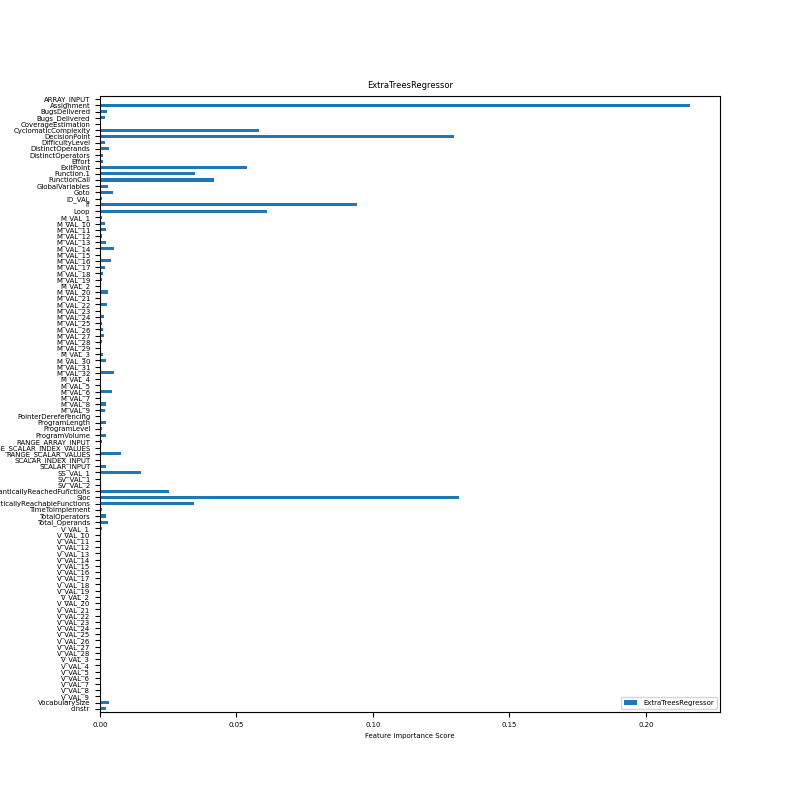 ExtraTreesRegressor
ARRAY_INPUT
Assignment
BugsDelivered
Bugs_Delivered
CoverageEstimation
CyclomaticComplexity
DecisionPoint
DifficultyLevel
DistinctOperands
DistinctOperators
Effort
ExitPoint
Function.1
FunctionCall
GlobalVariables
Goto
ID_VAL
If
Loop
M_VAL_1
M_VAL_10
M_VAL_11
M_VAL_12
M_VAL_13
M_VAL_14
M_VAL_15
M_VAL_16
M_VAL_17
M_VAL_18
M_VAL_19
M_VAL_2
M_VAL_20
M_VAL_21
M_VAL_22
M_VAL_23
M_VAL_24
M_VAL_25
M_VAL_26
M_VAL_27
M_VAL_28
M_VAL_29
M_VAL_3
M_VAL_30
M_VAL_31
M_VAL_32
M_VAL_4
M_VAL_5
M_VAL_6
M_VAL_7
M_VAL_8
M_VAL_9
PointerDereferencing
ProgramLength
ProgramLevel
ProgramVolume
RANGE_ARRAY_INPUT
E_SCALAR_INDEX_VALUES
RANGE_SCALAR_VALUES
SCALAR_INDEX_INPUT
SCALAR_INPUT
SS_VAL_1
SV_VAL_1
SV_VAL_2
anticallyReachedFunctions
Sloc
ticallyReachableFunctions
TimeToImplement
TotalOperators
Total_Operands
V_VAL_1
V_VAL_10
V_VAL_11
V_VAL_12
V_VAL_13
V_VAL_14
V_VAL_15
V_VAL_16
V_VAL_17
V_VAL_18
V_VAL_19
V_VAL_2
V_VAL_20
V_VAL_21
V_VAL_22
V_VAL_23
V_VAL_24
V_VAL_25
V_VAL_26
V_VAL_27
V_VAL_28
V_VAL_3
V_VAL_4
V_VAL_5
V_VAL_6
V_VAL_7
V_VAL_8
V_VAL_9
VocabularySize
cinstr
ExtraTreesRegressor
0.00 0.05 0.10 0.15 0.20
Feature Importance Score